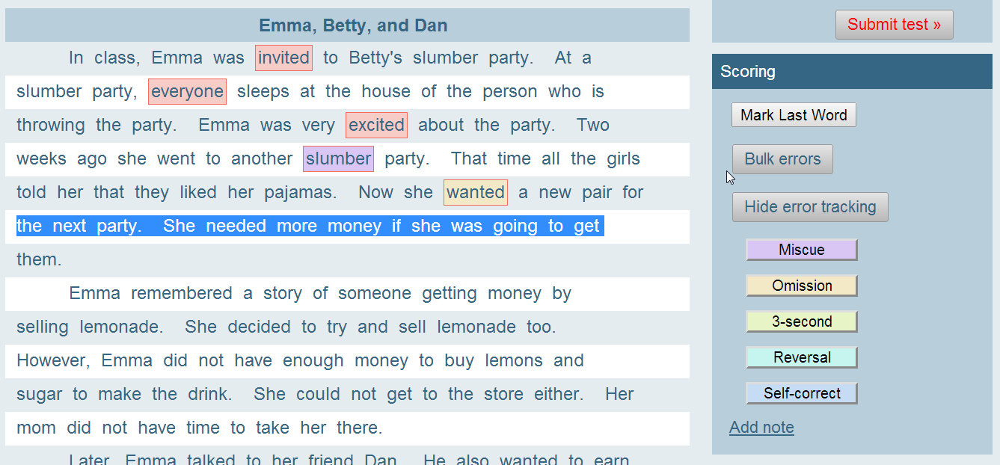 Emma, Betty, and Dan
In class, Emma was invited to Betty's slumber party. At a
slumber party, everyone sleeps at the house of the person who is
throwing the party. Emma was very excited about the party. Two
weeks ago she went to another slumber party. That time all the girls
told her that they liked her pajamas. Now she wanted a new pair for
the next party. She needed more money if she was going to get
them.
Emma remembered a story of someone getting money by
selling lemonade. She decided to try and sell lemonade too.
However, Emma did not have enough money to buy lemons and
sugar to make the drink. She could not get to the store either. Her
mom did not have time to take her there.
Later, Emma talked to her friend Dan. He also wanted to earn
Submit test »
Scoring
Mark Last Word
Bulk errors
Hide error tracking
Miscue
Omission
3-second
Reversal
Self-correct
Add note